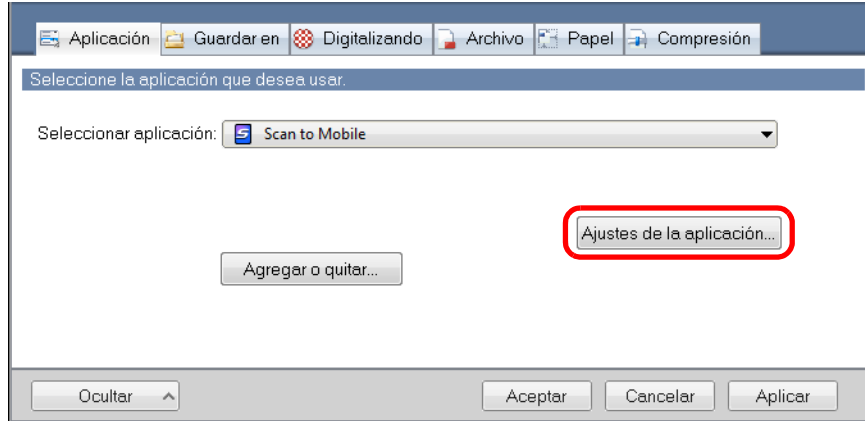 Aplicación Guardar en Digitalizando Archivo Papel Compresión
Seleccione la aplicación que desea usar.
Seleccionar aplicación: Scan to Mobile
Ajustes de la aplicación...
Agregar o quitar...
Ocultar Aceptar Cancelar Aplicar